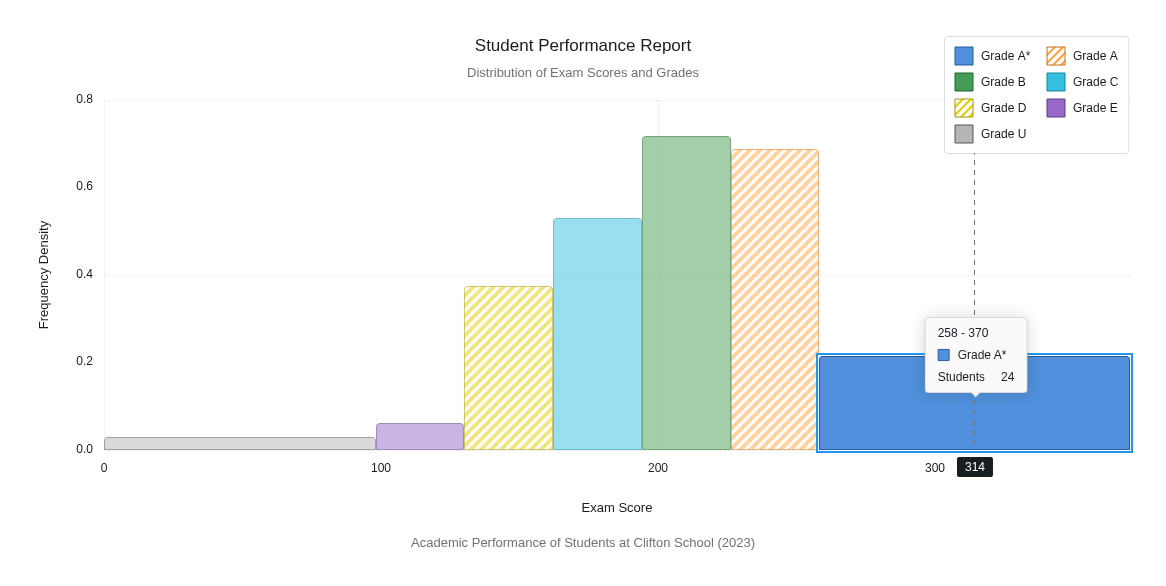 Student Performance Report
Distribution of Exam Scores and Grades
Grade A* Grade A
Grade B Grade C
Grade D Grade E
Grade U
Frequency Density
0.8
0.6
0.4
0.2
0.0
258 - 370
Grade A*
Students 24
0 100 200 300 314
Exam Score
Academic Performance of Students at Clifton School (2023)